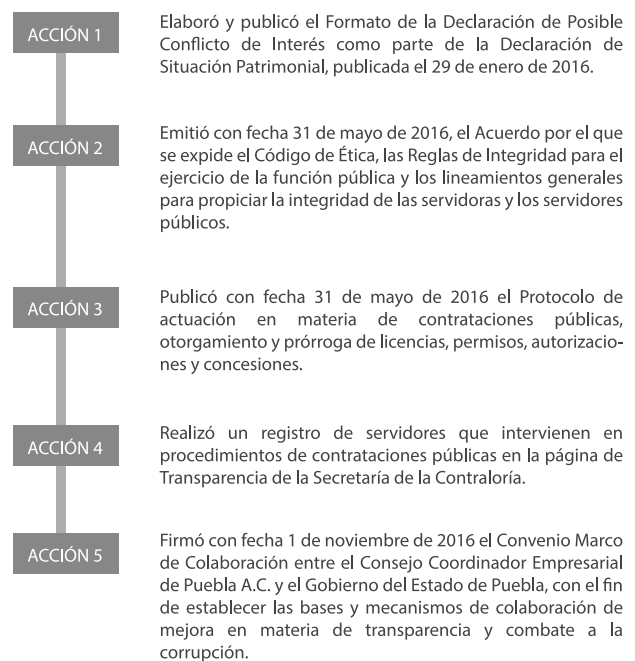 ACCIÓN 1
Elaboró y publicó el Formato de la Declaración de Posible
Conflicto de Interés como parte de la Declaración de
Situación Patrimonial, publicada el 29 de enero de 2016.
ACCIÓN 2
Emitió con fecha 31 de mayo de 2016, el Acuerdo por el que
se expide el Código de Ética, las Reglas de Integridad para el
ejercicio de la función pública y los lineamientos generales
para propiciar la integridad de las servidoras y los servidores
públicos.
ACCIÓN 3
Publicó con fecha 31 de mayo de 2016 el Protocolo de
actuación en materia de contrataciones públicas,
otorgamiento y prórroga de licencias, permisos, autorizacio-
nes y concesiones.
ACCIÓN 4
Realizó un registro de servidores que intervienen en
procedimientos de contrataciones públicas en la página de
Transparencia de la Secretaría de la Contraloría.
ACCIÓN 5
Firmó con fecha 1 de noviembre de 2016 el Convenio Marco
de Colaboración entre el Consejo Coordinador Empresarial
de Puebla A.C. y el Gobierno del Estado de Puebla, con el fin
de establecer las bases y mecanismos de colaboración de
mejora en materia de transparencia y combate a la
corrupción.